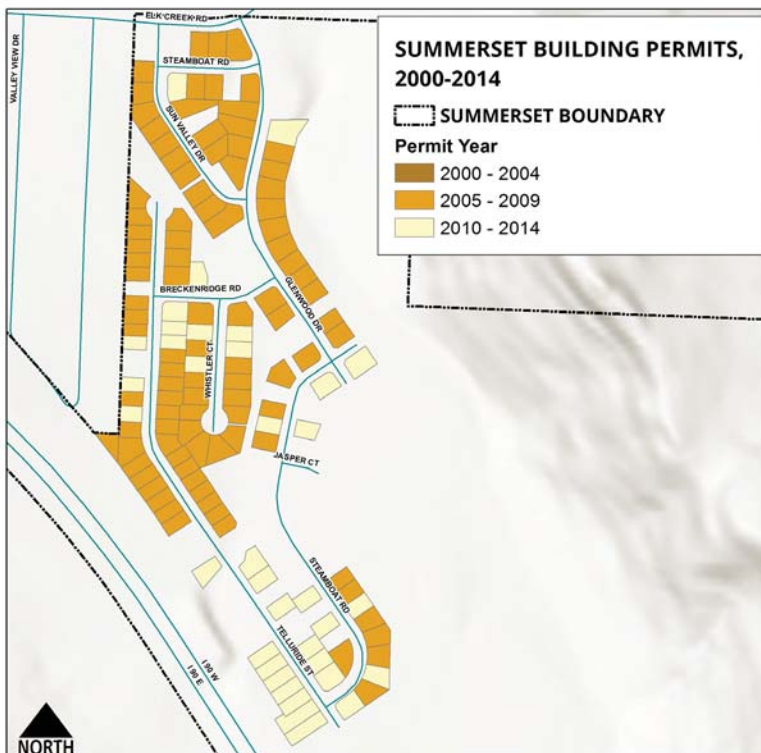 ELK CREEK RD
VALLEY VIEW DR
STEAMBOAT RD
SUN VALLEY DR
SUMMERSET BUILDING PERMITS,
2000-2014
SUMMERSET BOUNDARY
Permit Year
2000 - 2004
2005 - 2009
2010 - 2014
BRECKENRIDGE RD
GLENWOOD DR
WHISTLER CT
JASPER CT
STEAMBOAT RD
TELLURIDE ST
I 90 W
I 90 E
NORTH